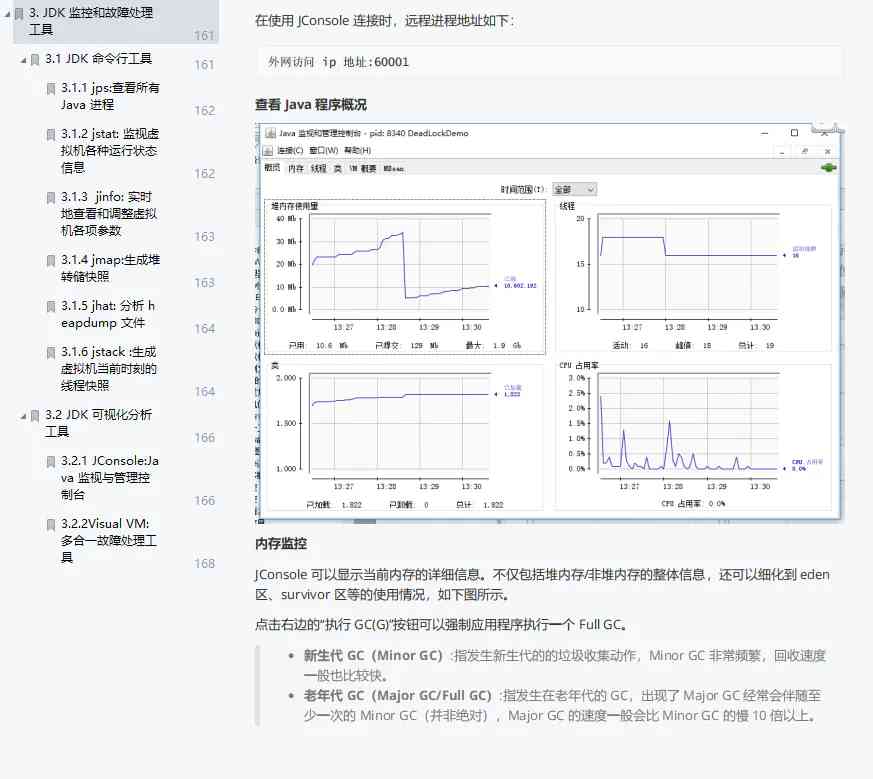 3. JDK 监控和故障处理
工具
161
3.1 JDK 命令行工具
161
3.1.1 jps:查看所有
Java 进程
162
3.1.2 jstat: 监视虚
拟机各种运行状态
信息
162
3.1.3 jinfo: 实时
地查看和调整虚拟
机各项参数
163
3.1.4 jmap:生成堆
转储快照
163
3.1.5 jhat: 分析 h
eapdump 文件
164
3.1.6 jstack :生成
虚拟机当前时刻的
线程快照
164
3.2 JDK 可视化分析
工具
166
3.2.1 JConsole:Ja
va 监视与管理控
制台
166
3.2.2Visual VM:
多合一故障处理工
具
168
在使用 JConsole 连接时，远程进程地址如下：
外网访问 ip 地址:60001
查看 Java 程序概况
Java 监视和管理控制台 - pid: 8340 DeadLockDemo
连接(C) 窗口(W) 帮助(H)
概览 内存 线程 类 VM 概要 MBean
时间范围(T): 全部
堆内存使用量
40 Mb
30 Mb
20 Mb
10 Mb
0.0 Mb
已用
10,602,192
13:27 13:28 13:29 13:30
已用: 10.6 Mb 已提交: 129 Mb 最大: 1.9 Gb
线程
20
15
10
16
13:27 13:28 13:29 13:30
活动: 16 峰值: 18 总计: 19
类
2,000
1,500
1,000
已加载
1,822
13:27 13:28 13:29 13:30
已加载: 1,822 已卸载: 0 总计: 1,822
CPU 占用率
3.0%
2.5%
2.0%
1.5%
1.0%
0.5%
0.0%
CPU 占用率
0.0%
13:27 13:28 13:29 13:30
CPU 占用率: 0.0%
内存监控
JConsole 可以显示当前内存的详细信息。不仅包括堆内存/非堆内存的整体信息，还可以细化到 eden
区、survivor 区等的使用情况，如下图所示。
点击右边的“执行 GC(G)”按钮可以强制应用程序执行一个 Full GC。
• 新生代 GC（Minor GC）:指发生新生代的的垃圾收集动作，Minor GC 非常频繁，回收速度
一般也比较快。
• 老年代 GC（Major GC/Full GC）:指发生在老年代的 GC，出现了 Major GC 经常会伴随至
少一次的 Minor GC（并非绝对），Major GC 的速度一般会比 Minor GC 的慢 10 倍以上。